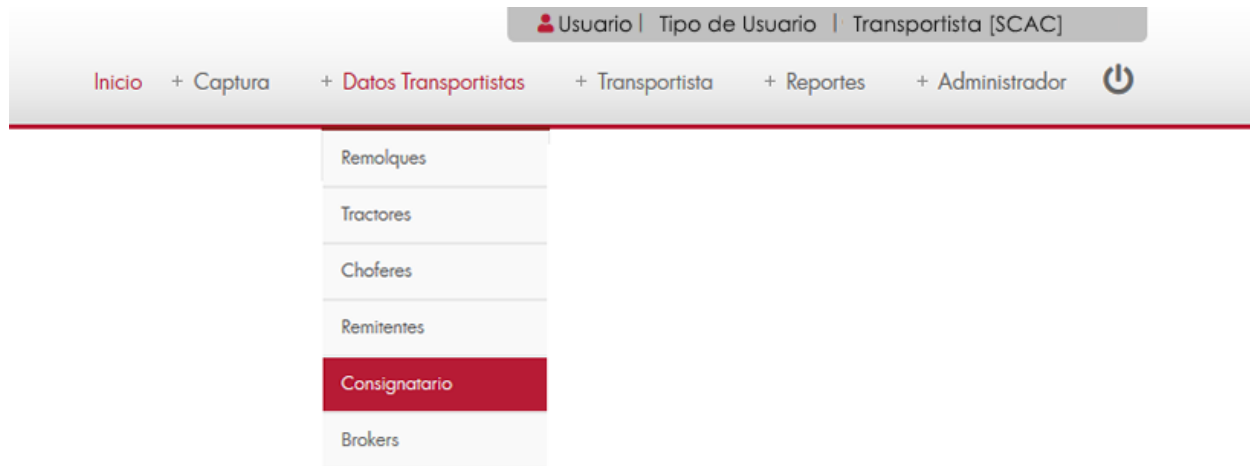 Usuario | Tipo de Usuario | Transportista [SCAC]
Inicio + Captura + Datos Transportistas + Transportista + Reportes + Administrador
Remolques
Tractores
Choferes
Remitentes
Consignatario
Brokers